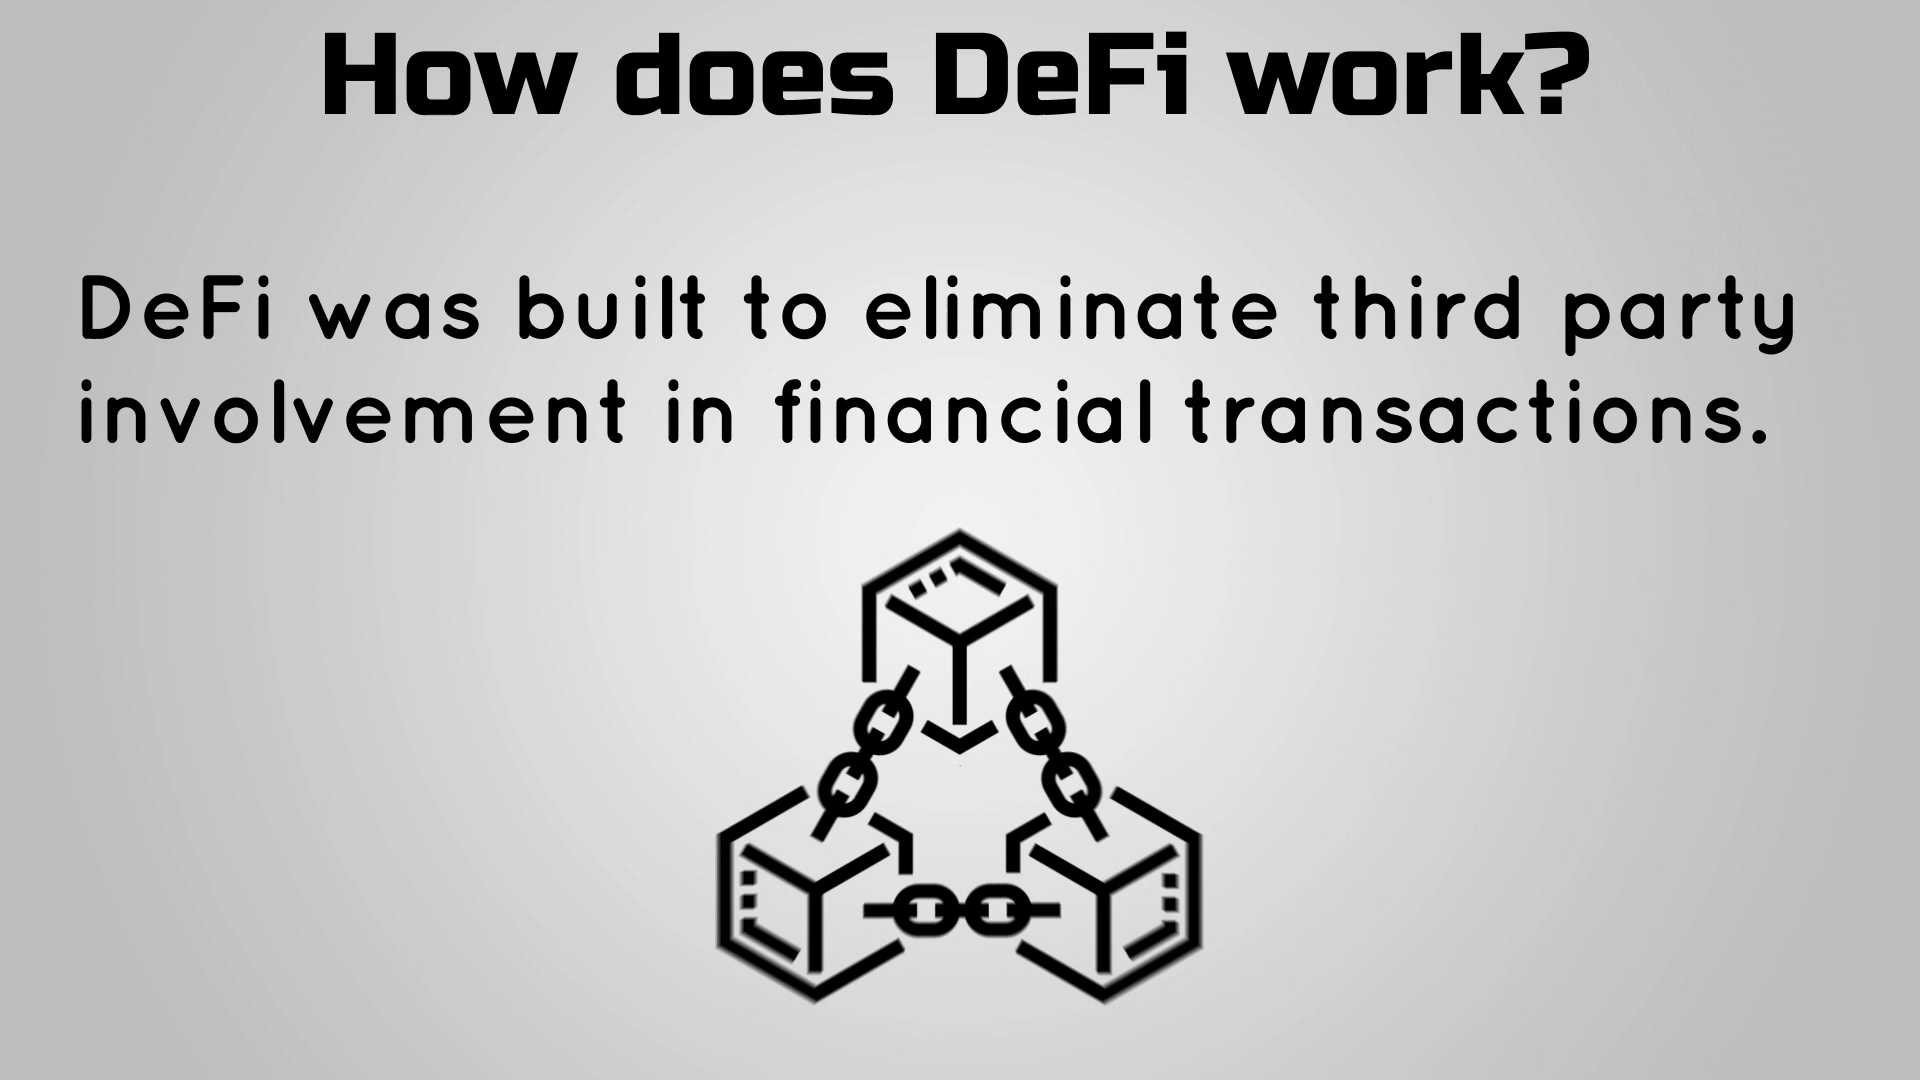 How does DeFi work?
DeFi was built to eliminate third party
involvement in financial transactions.